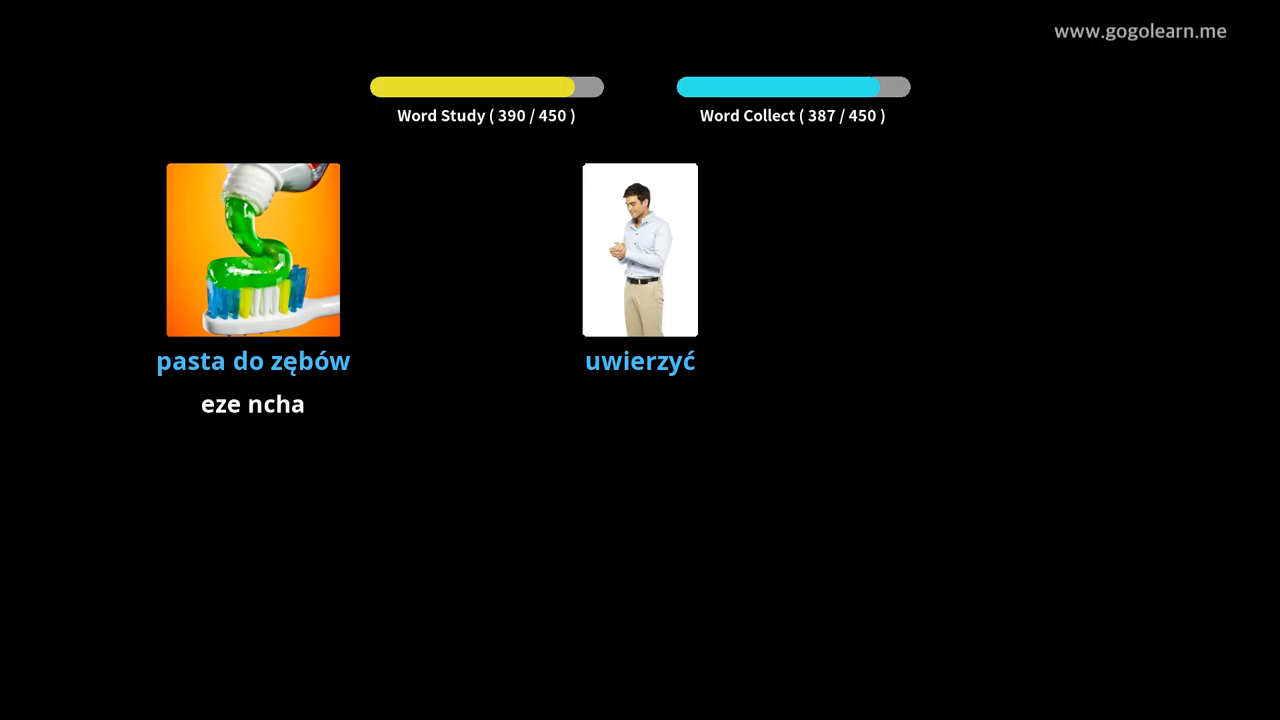 www.gogolearn.me
Word Study ( 390 / 450 )
Word Collect ( 387 / 450 )
pasta do zębów
eze ncha
uwierzyć